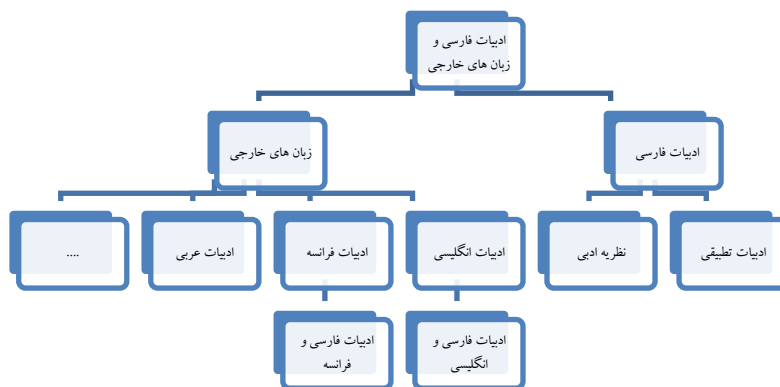 ادبیات فارسی و
زبان های خارجی
ادبیات فارسی
زبان های خارجی
ادبیات تطبیقی
نظریه ادبی
ادبیات انگلیسی
ادبیات فرانسه
ادبیات عربی
....
ادبیات فارسی و
انگلیسی
ادبیات فارسی و
فرانسه